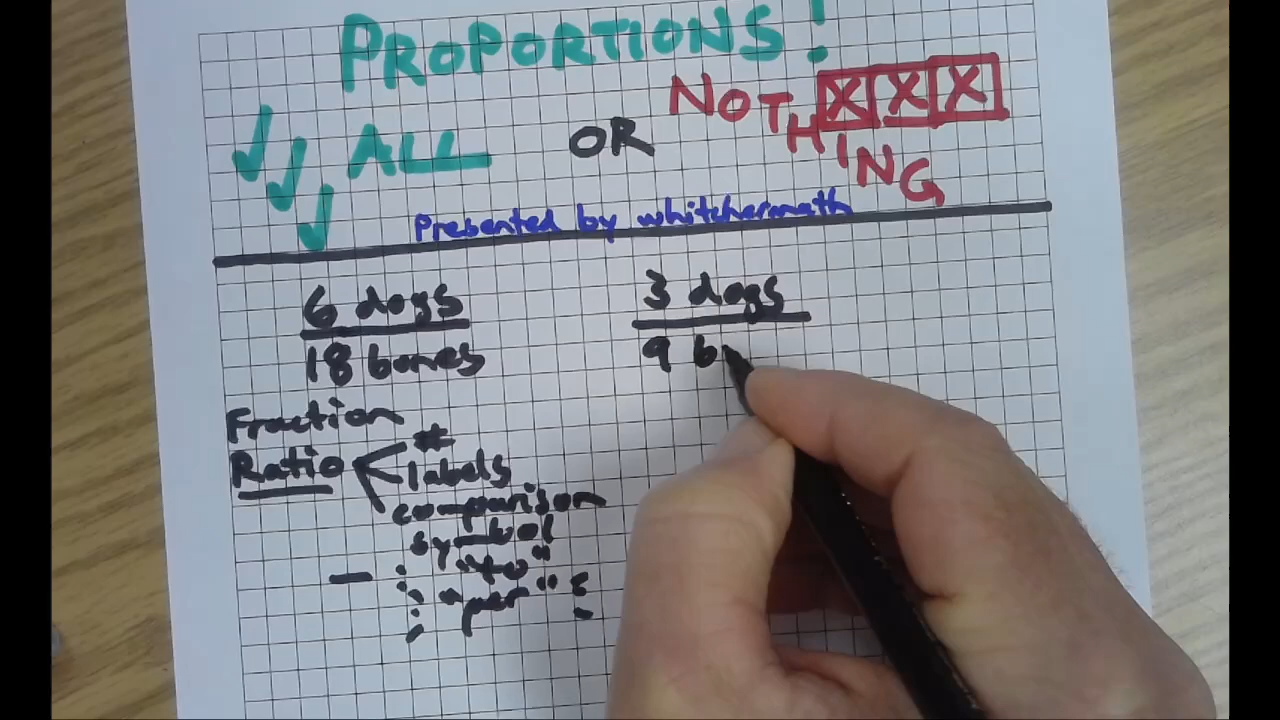 PROPORTIONS!
ALL OR NOTHING
XXX
Presented by whitchermath
6 dogs
18 bones
3 dogs
9 b
Fraction
Ratio
#
labels
comparison
symbol
"to"
— : "per"